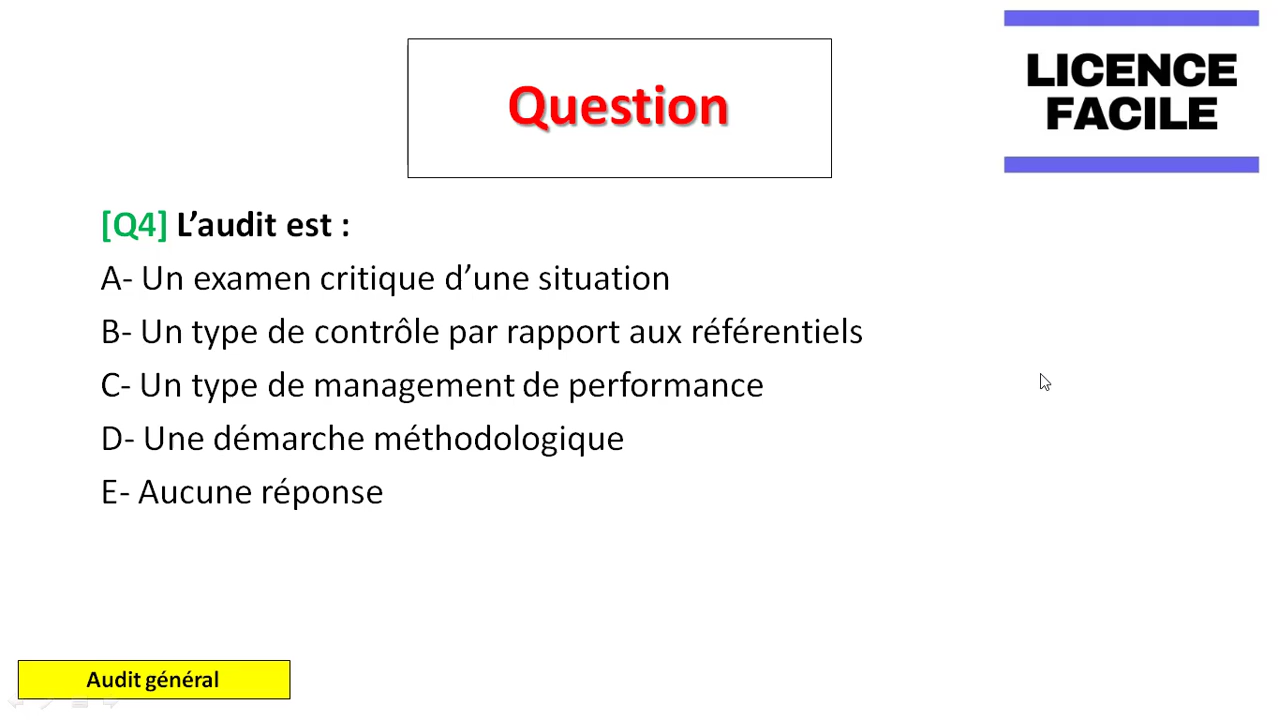 LICENCE
FACILE
Question
[Q4] L’audit est :
A- Un examen critique d’une situation
B- Un type de contrôle par rapport aux référentiels
C- Un type de management de performance
D- Une démarche méthodologique
E- Aucune réponse
Audit général